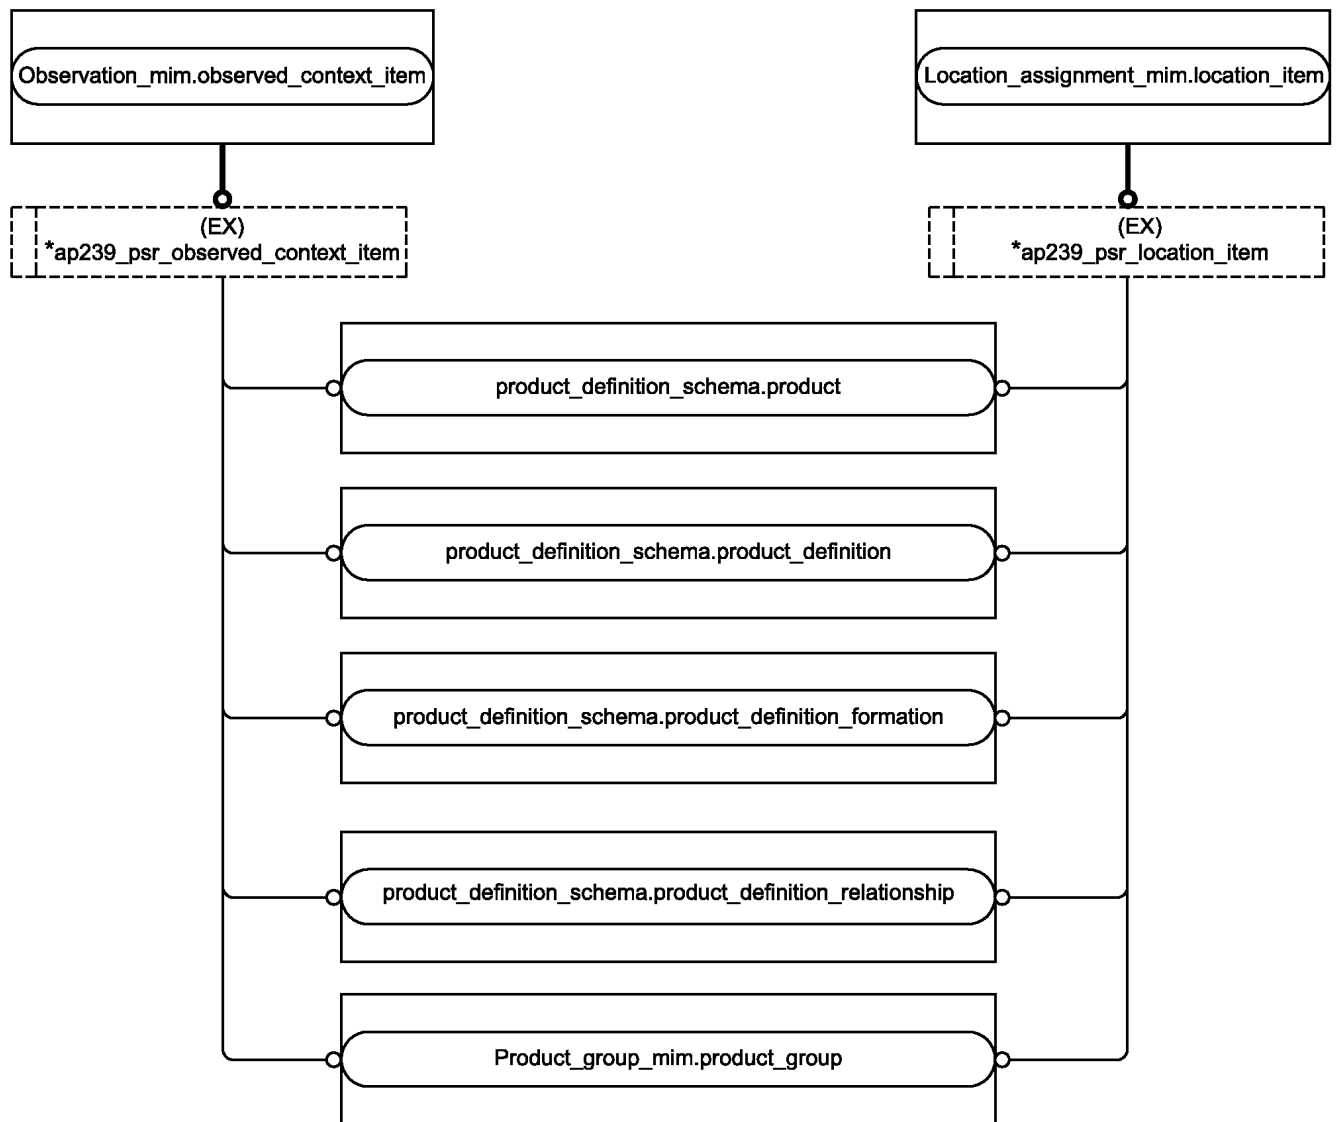 Observation_mim.observed_context_item
Location_assignment_mim.location_item
(EX)
*ap239_psr_observed_context_item
(EX)
*ap239_psr_location_item
product_definition_schema.product
product_definition_schema.product_definition
product_definition_schema.product_definition_formation
product_definition_schema.product_definition_relationship
Product_group_mim.product_group